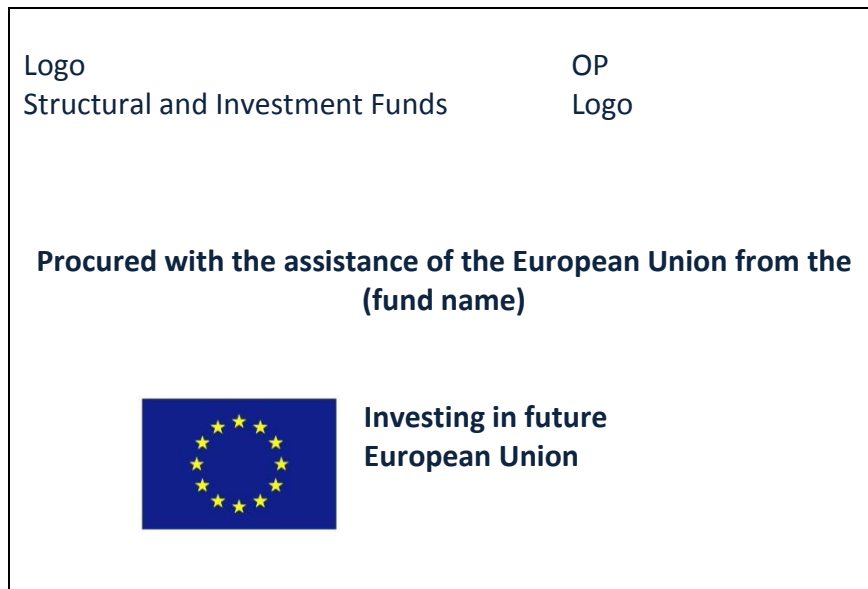 Logo
Structural and Investment Funds
OP
Logo
Procured with the assistance of the European Union from the
(fund name)
Investing in future
European Union